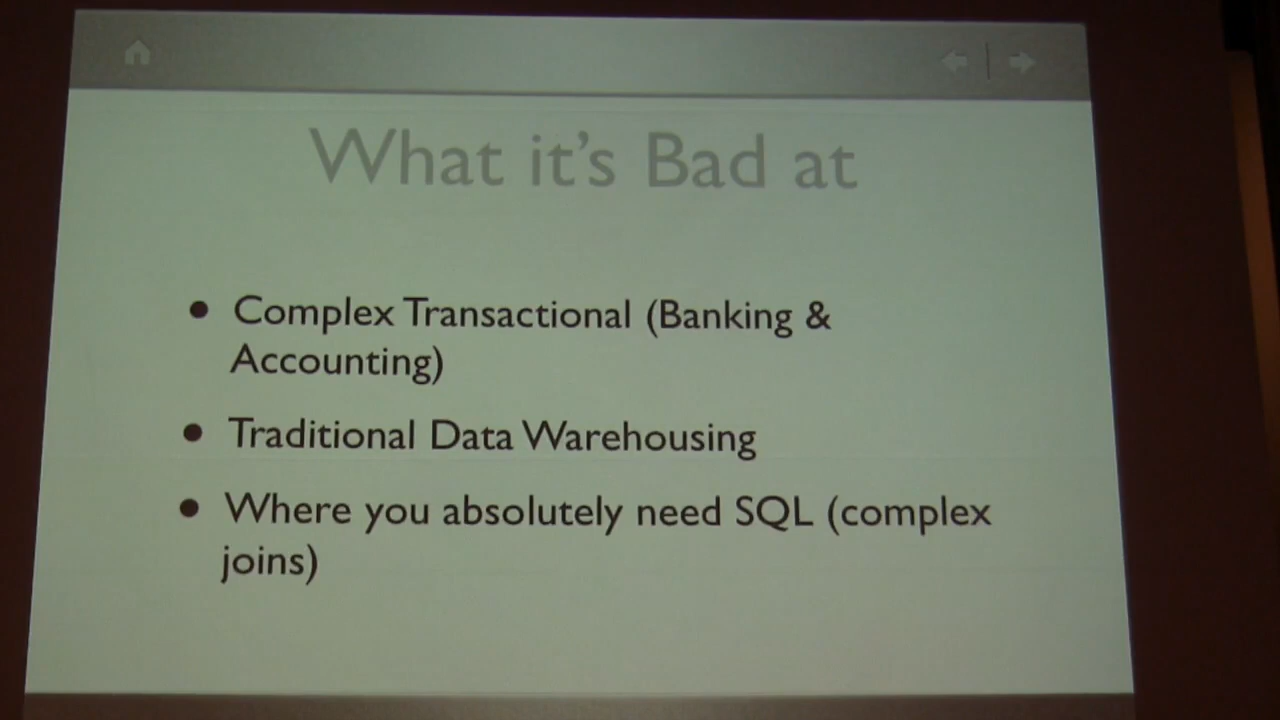 What it's Bad at
• Complex Transactional (Banking &
Accounting)
• Traditional Data Warehousing
• Where you absolutely need SQL (complex
joins)